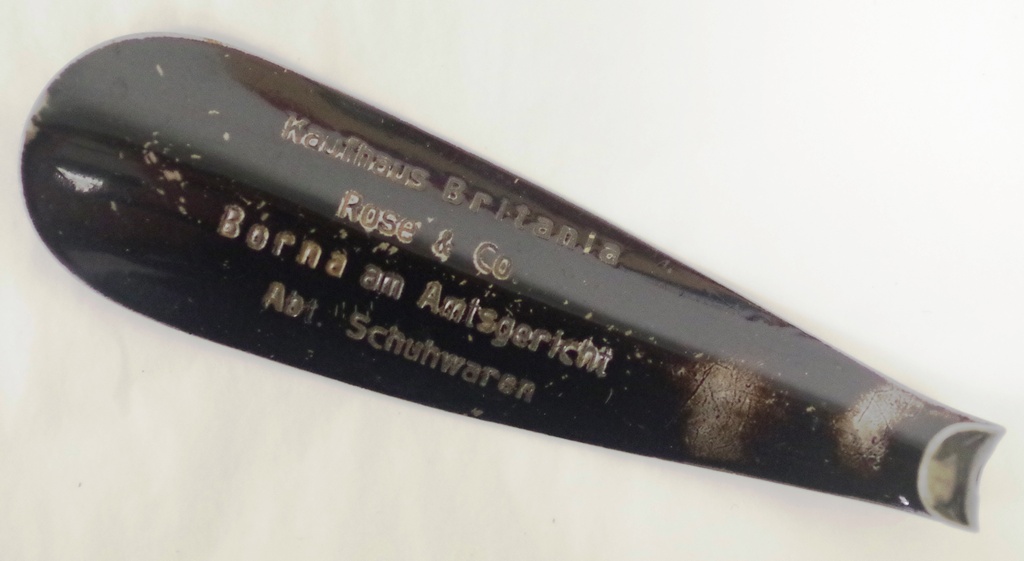 Kaufhaus Britania
Rose & Co.
Borna am Amtsgericht
Abt. Schuhwaren